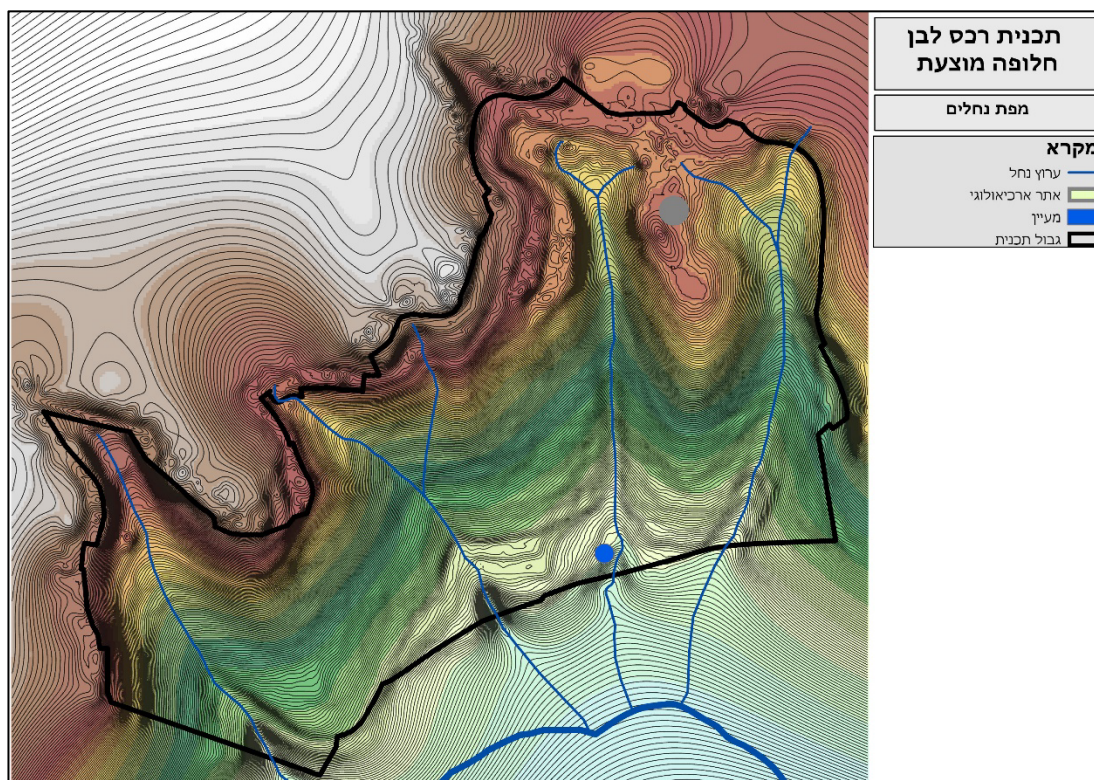 תכנית רכס לבן
חלופה מוצעת
מפת נחלים
מקרא
ערוץ נחל
אתר ארכיאולוגי
מעיין
גבול תכנית